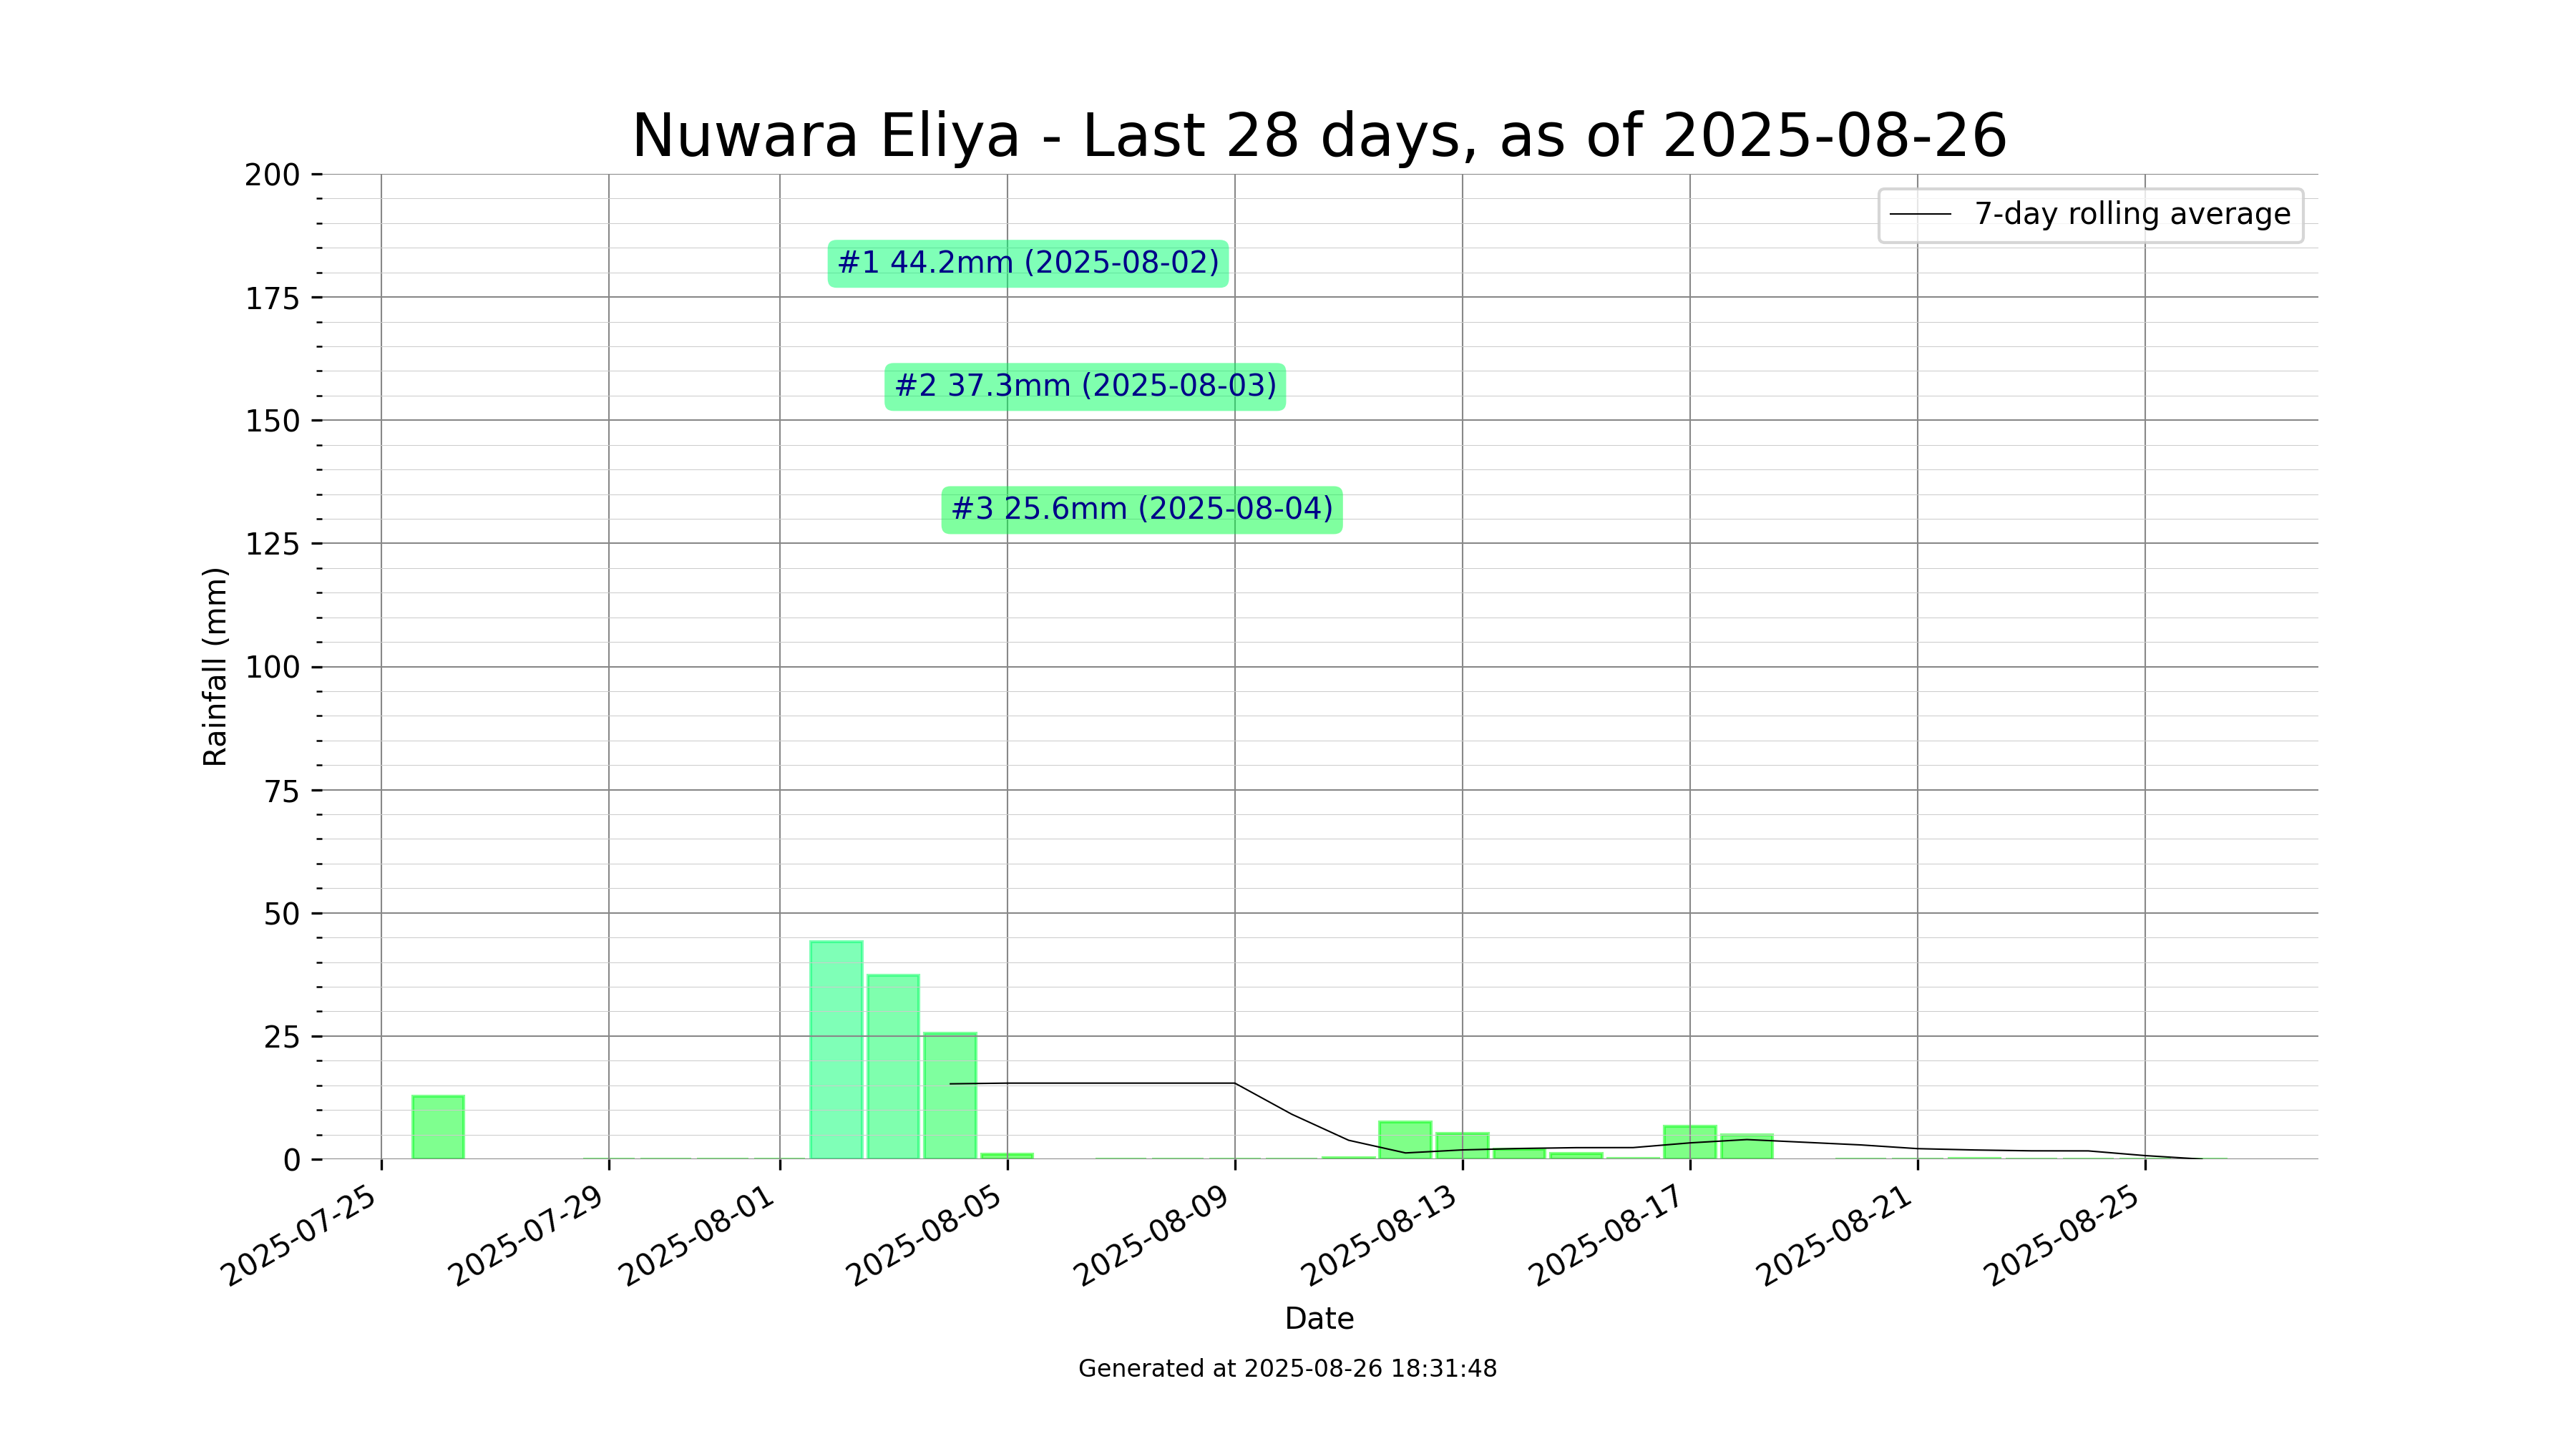 Nuwara Eliya - Last 28 days, as of 2025-08-26
7-day rolling average
#1 44.2mm (2025-08-02)
#2 37.3mm (2025-08-03)
#3 25.6mm (2025-08-04)
Rainfall (mm)
200
175
150
125
100
75
50
25
0
2025-07-25
2025-07-29
2025-08-01
2025-08-05
2025-08-09
2025-08-13
2025-08-17
2025-08-21
2025-08-25
Date
Generated at 2025-08-26 18:31:48